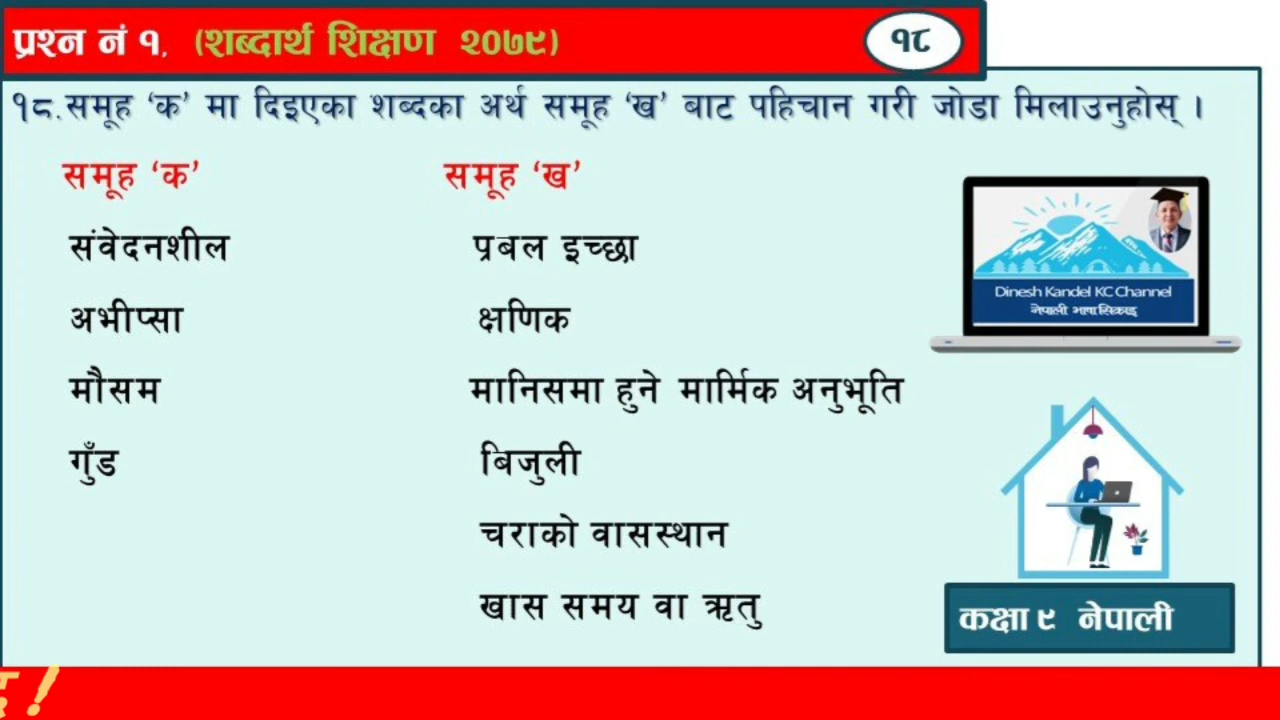 प्रश्न नं १. (शब्दार्थ शिक्षण २०७९)
१८
१८. समूह ‘क’ मा दिइएका शब्दका अर्थ समूह ‘ख’ बाट पहिचान गरी जोडा मिलाउनुहोस् ।
समूह ‘क’ समूह ‘ख’
संवेदनशील प्रबल इच्छा
अभीप्सा क्षणिक
मौसम मानिसमा हुने मार्मिक अनुभूति
गुँड बिजुली
चराको वासस्थान
खास समय वा ऋतु
Dinesh Kandel KC Channel
नेपाली भाषा सिकाइ
कक्षा ९ नेपाली